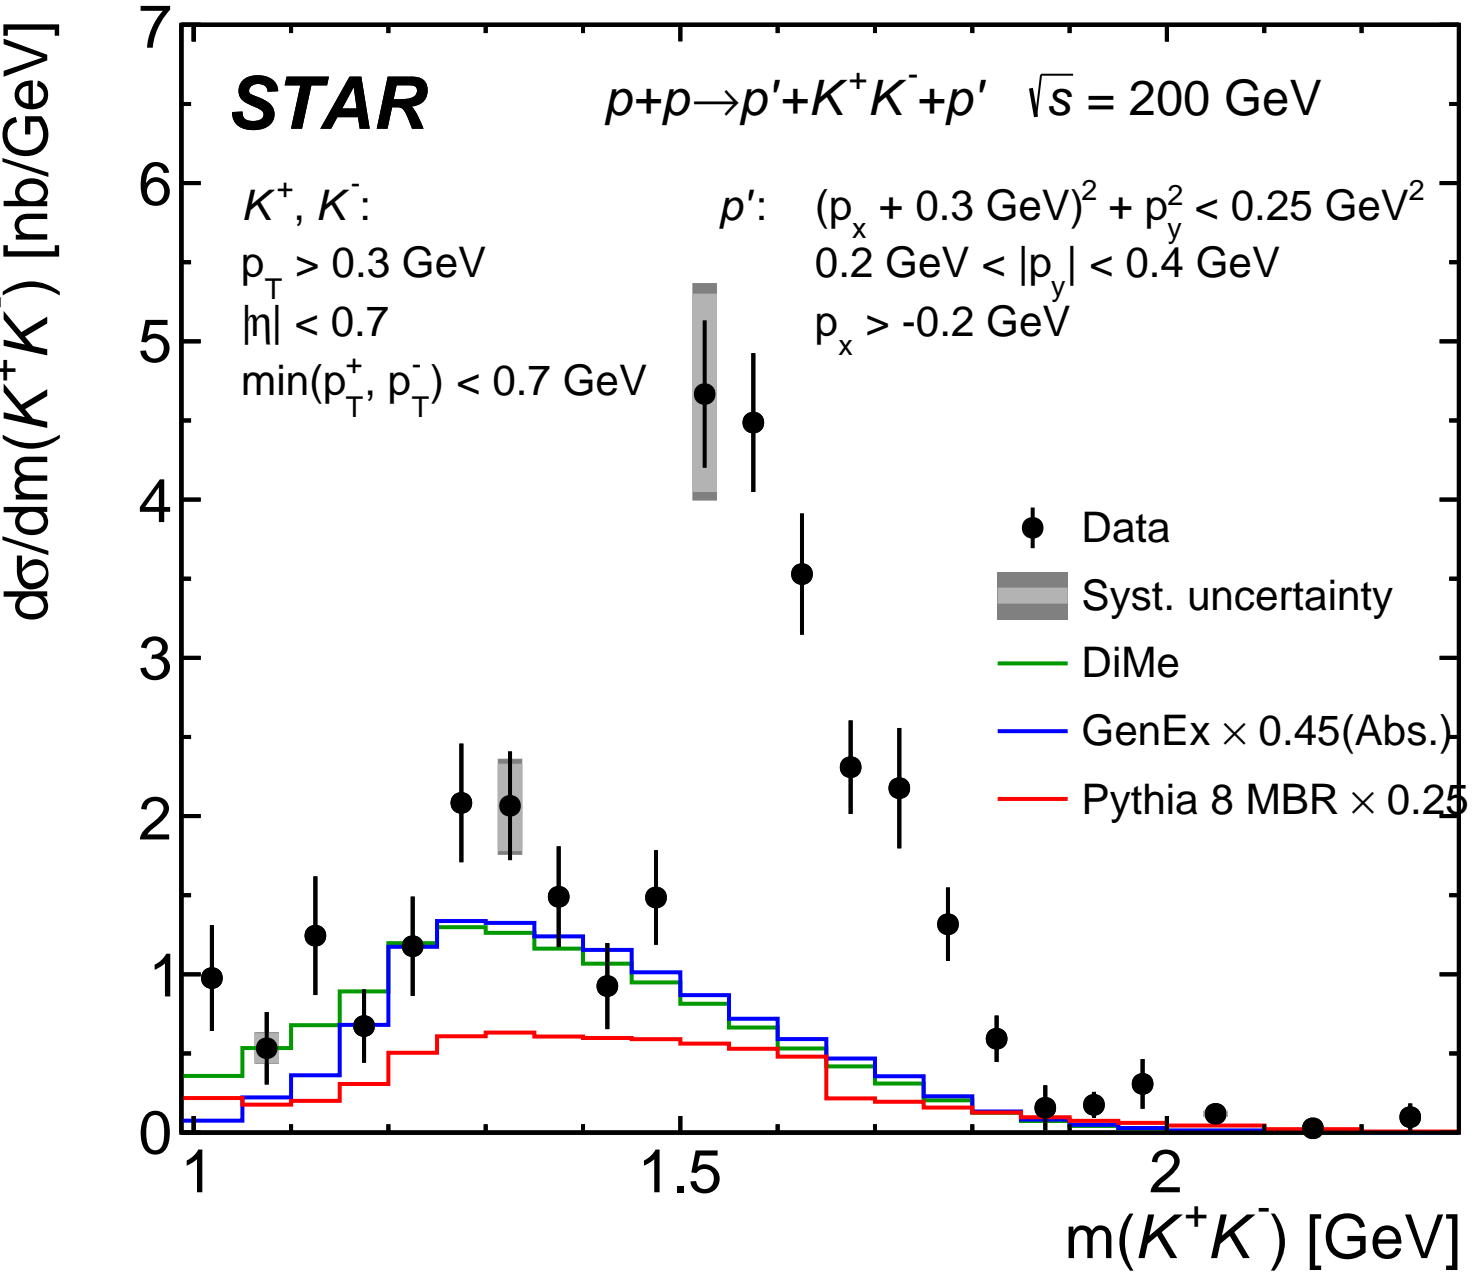 STAR
p+p→p′+K⁺K⁻+p′ √s = 200 GeV
K⁺, K⁻:
p_T > 0.3 GeV
|η| < 0.7
min(p_T⁺, p_T⁻) < 0.7 GeV
p′: (p_x + 0.3 GeV)² + p_y² < 0.25 GeV²
0.2 GeV < |p_y| < 0.4 GeV
p_x > -0.2 GeV
Data
Syst. uncertainty
DiMe
GenEx × 0.45(Abs.)
Pythia 8 MBR × 0.25
dσ/dm(K⁺K⁻) [nb/GeV]
7
6
5
4
3
2
1
0
1 1.5 2
m(K⁺K⁻) [GeV]